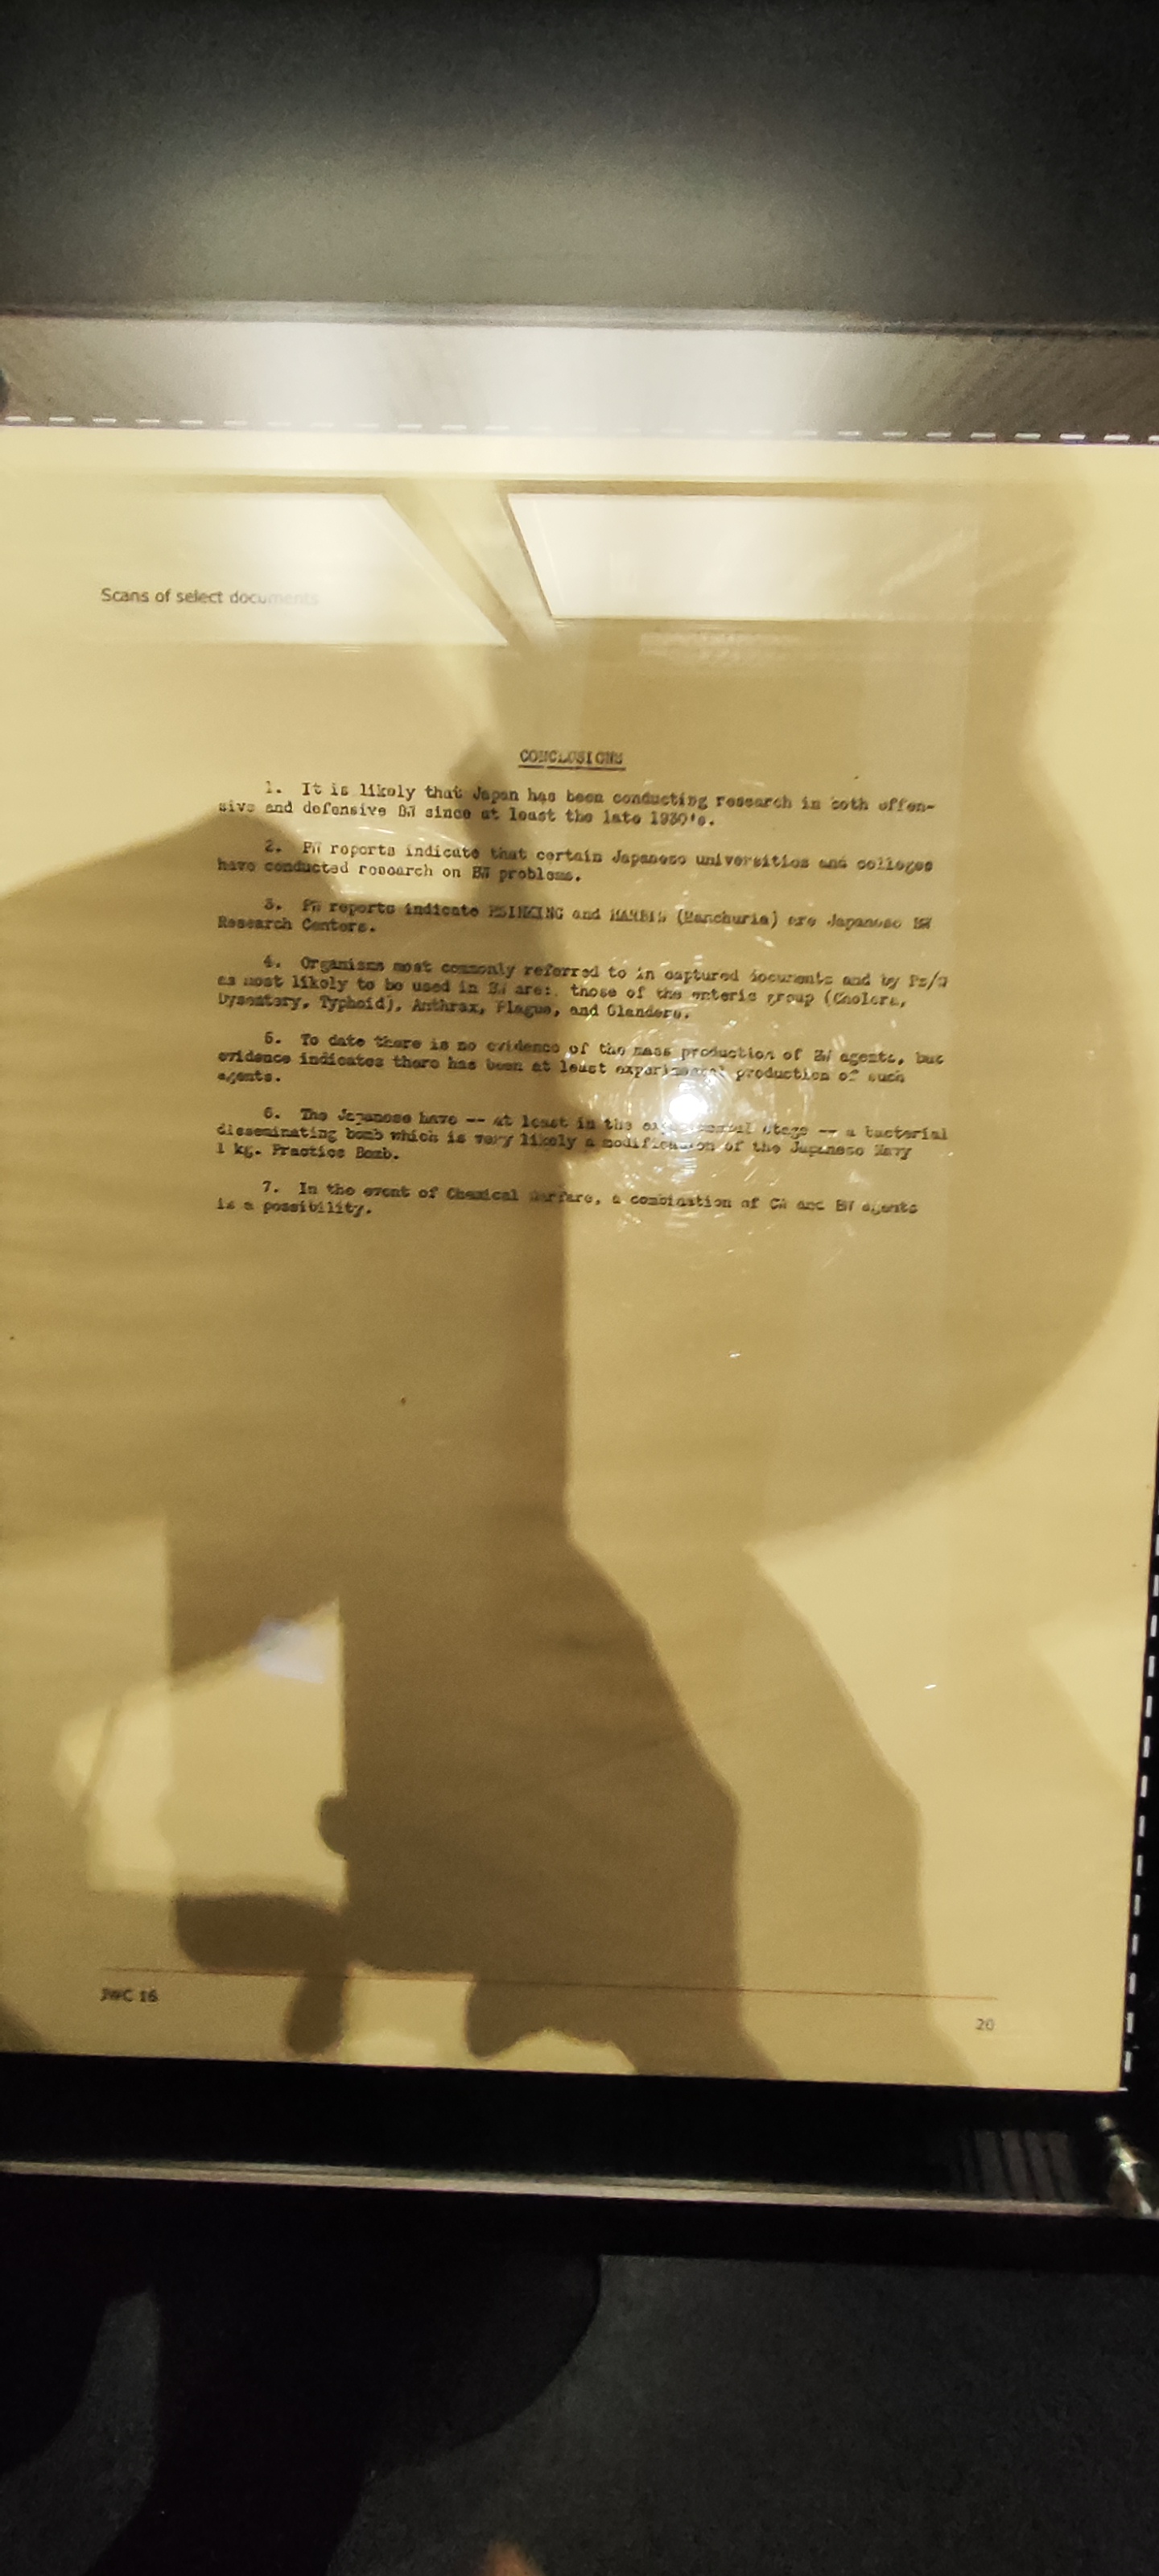 Scans of select documents
CONCLUSIONS
1. It is likely that Japan has been conducting research in both offen-
sive and defensive BW since at least the late 1930's.
2. PW reports indicate that certain Japanese universities and colleges
have conducted research on BW problems.
3. PW reports indicate HSINKING and HARBIN (Manchuria) are Japanese BW
Research Centers.
4. Organisms most commonly referred to in captured documents and by Ps/W
as most likely to be used in BW are: those of the enteric group (Cholera,
Dysentery, Typhoid), Anthrax, Plague, and Glanders.
5. To date there is no evidence of the mass production of BW agents, but
evidence indicates there has been at least experimental production of such
agents.
6. The Japanese have -- at least in the experimental stage -- a bacterial
disseminating bomb which is very likely a modification of the Japanese Navy
1 kg. Practice Bomb.
7. In the event of Chemical Warfare, a combination of CW and BW agents
is a possibility.
JWC 16
20